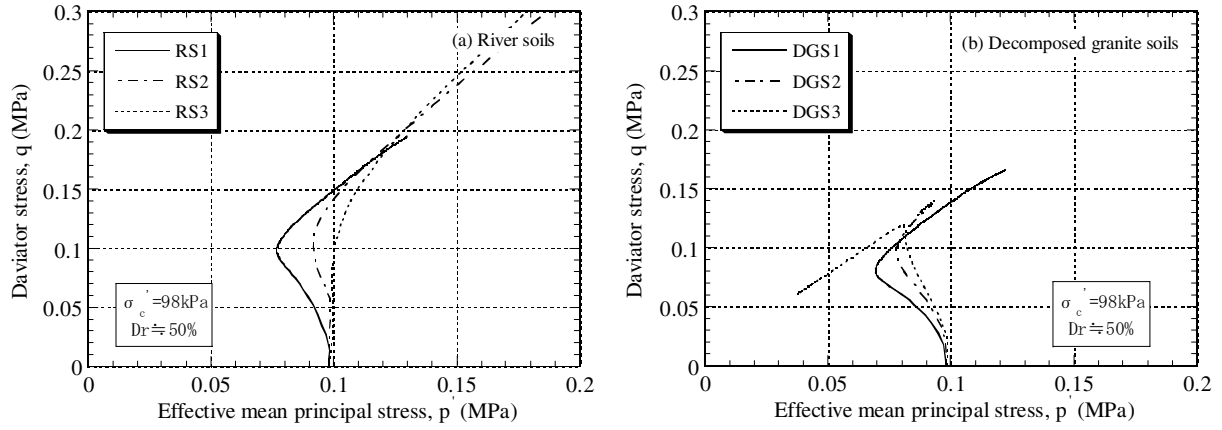 0.3
0.25
0.2
0.15
0.1
0.05
0
Daviator stress, q (MPa)
RS1
RS2
RS3
(a) River soils
σc'=98kPa
Dr≒50%
0 0.05 0.1 0.15 0.2
Effective mean principal stress, p' (MPa)
0.3
0.25
0.2
0.15
0.1
0.05
0
Daviator stress, q (MPa)
DGS1
DGS2
DGS3
(b) Decomposed granite soils
σc'=98kPa
Dr≒50%
0 0.05 0.1 0.15 0.2
Effective mean principal stress, p' (MPa)